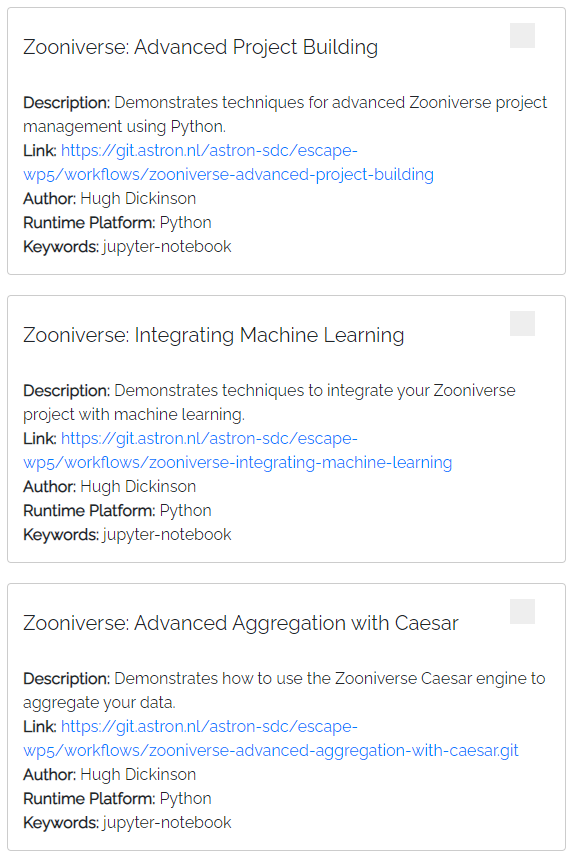 Zooniverse: Advanced Project Building
Description: Demonstrates techniques for advanced Zooniverse project
management using Python.
Link: https://git.astron.nl/astron-sdc/escape-
wp5/workflows/zooniverse-advanced-project-building
Author: Hugh Dickinson
Runtime Platform: Python
Keywords: jupyter-notebook
Zooniverse: Integrating Machine Learning
Description: Demonstrates techniques to integrate your Zooniverse
project with machine learning.
Link: https://git.astron.nl/astron-sdc/escape-
wp5/workflows/zooniverse-integrating-machine-learning
Author: Hugh Dickinson
Runtime Platform: Python
Keywords: jupyter-notebook
Zooniverse: Advanced Aggregation with Caesar
Description: Demonstrates how to use the Zooniverse Caesar engine to
aggregate your data.
Link: https://git.astron.nl/astron-sdc/escape-
wp5/workflows/zooniverse-advanced-aggregation-with-caesar.git
Author: Hugh Dickinson
Runtime Platform: Python
Keywords: jupyter-notebook